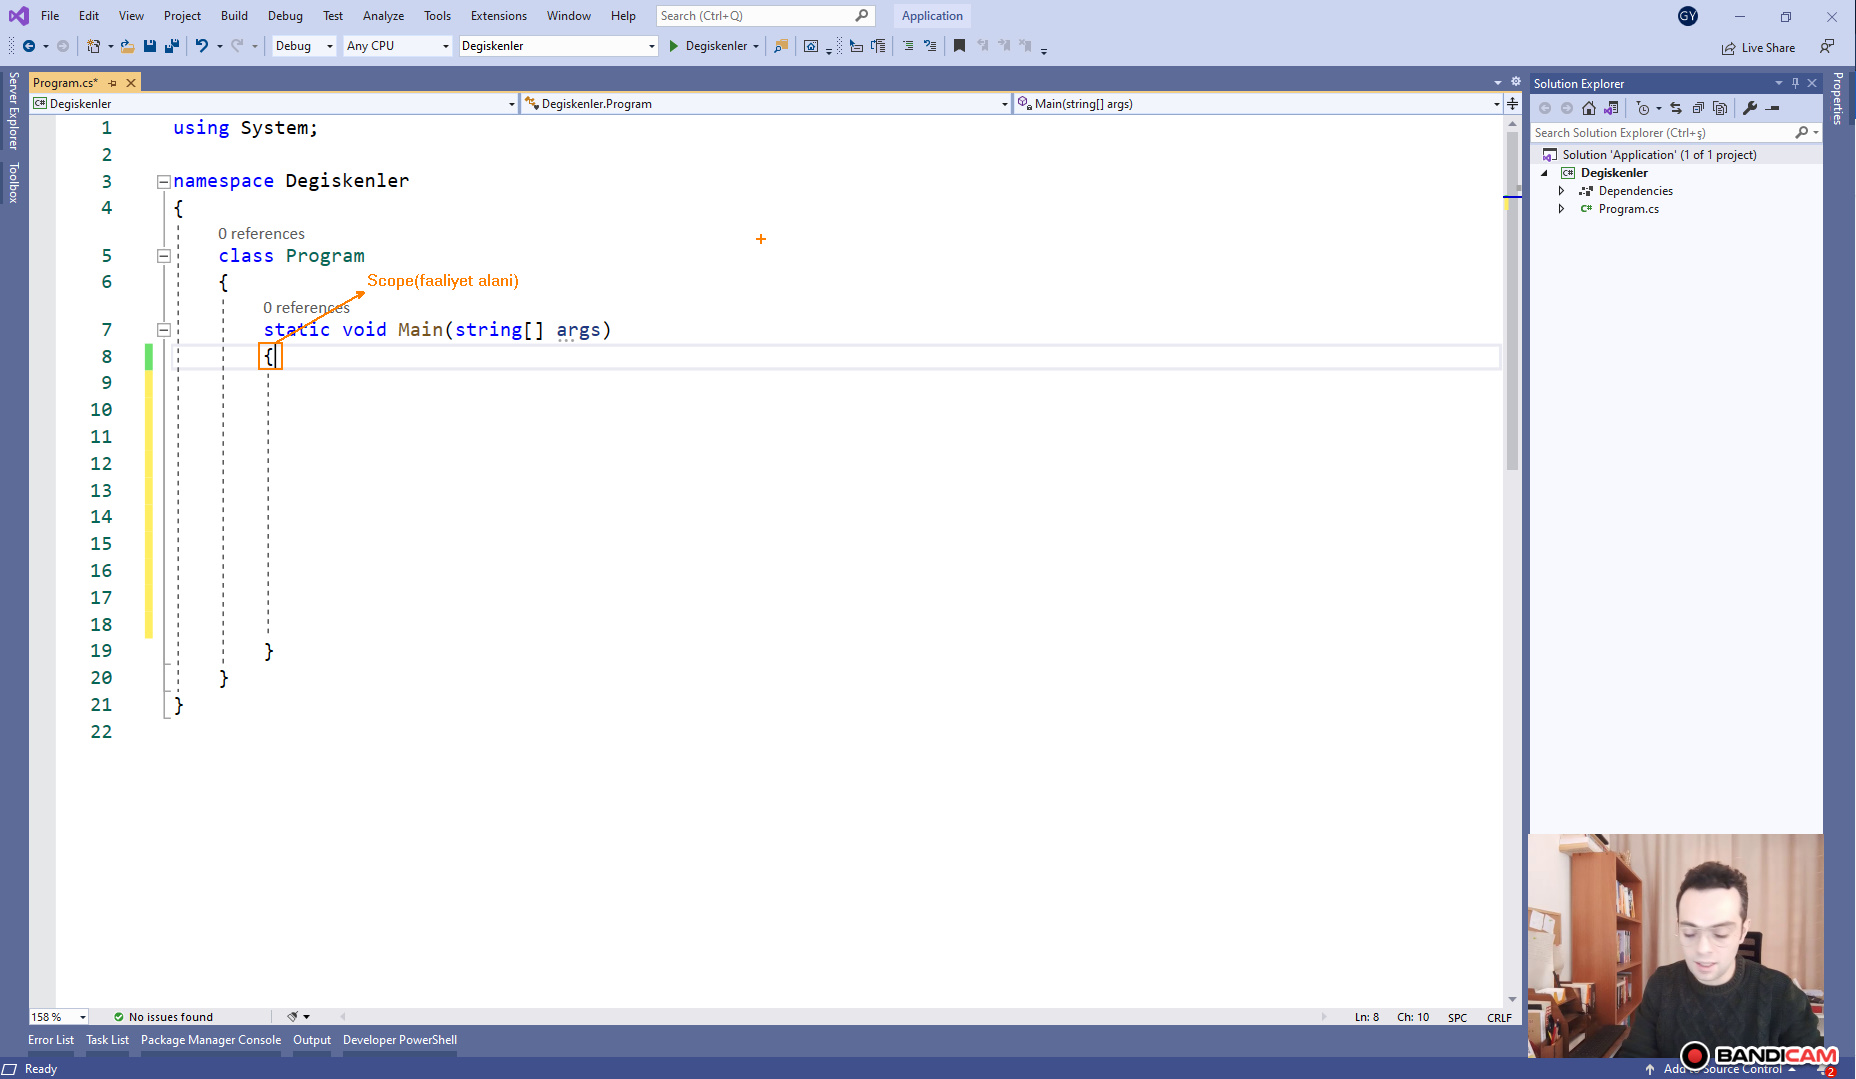 File Edit View Project Build Debug Test Analyze Tools Extensions Window Help Search (Ctrl+Q) Application GY
Debug Any CPU Degiskenler Degiskenler Live Share
Server Explorer
Toolbox
Program.cs*
Degiskenler Degiskenler.Program Main(string[] args)
1 using System;
2
3 namespace Degiskenler
4 {
0 references
5 class Program
6 {
Scope(faaliyet alani)
0 references
7 static void Main(string[] args)
8 {
9
10
11
12
13
14
15
16
17
18
19 }
20 }
21 }
22
158 % No issues found Ln: 8 Ch: 10 SPC CRLF
Error List Task List Package Manager Console Output Developer PowerShell
Ready
Solution Explorer
Search Solution Explorer (Ctrl+ş)
Solution 'Application' (1 of 1 project)
C# Degiskenler
Dependencies
C# Program.cs
Properties
BANDICAM
Add to Source Control 2